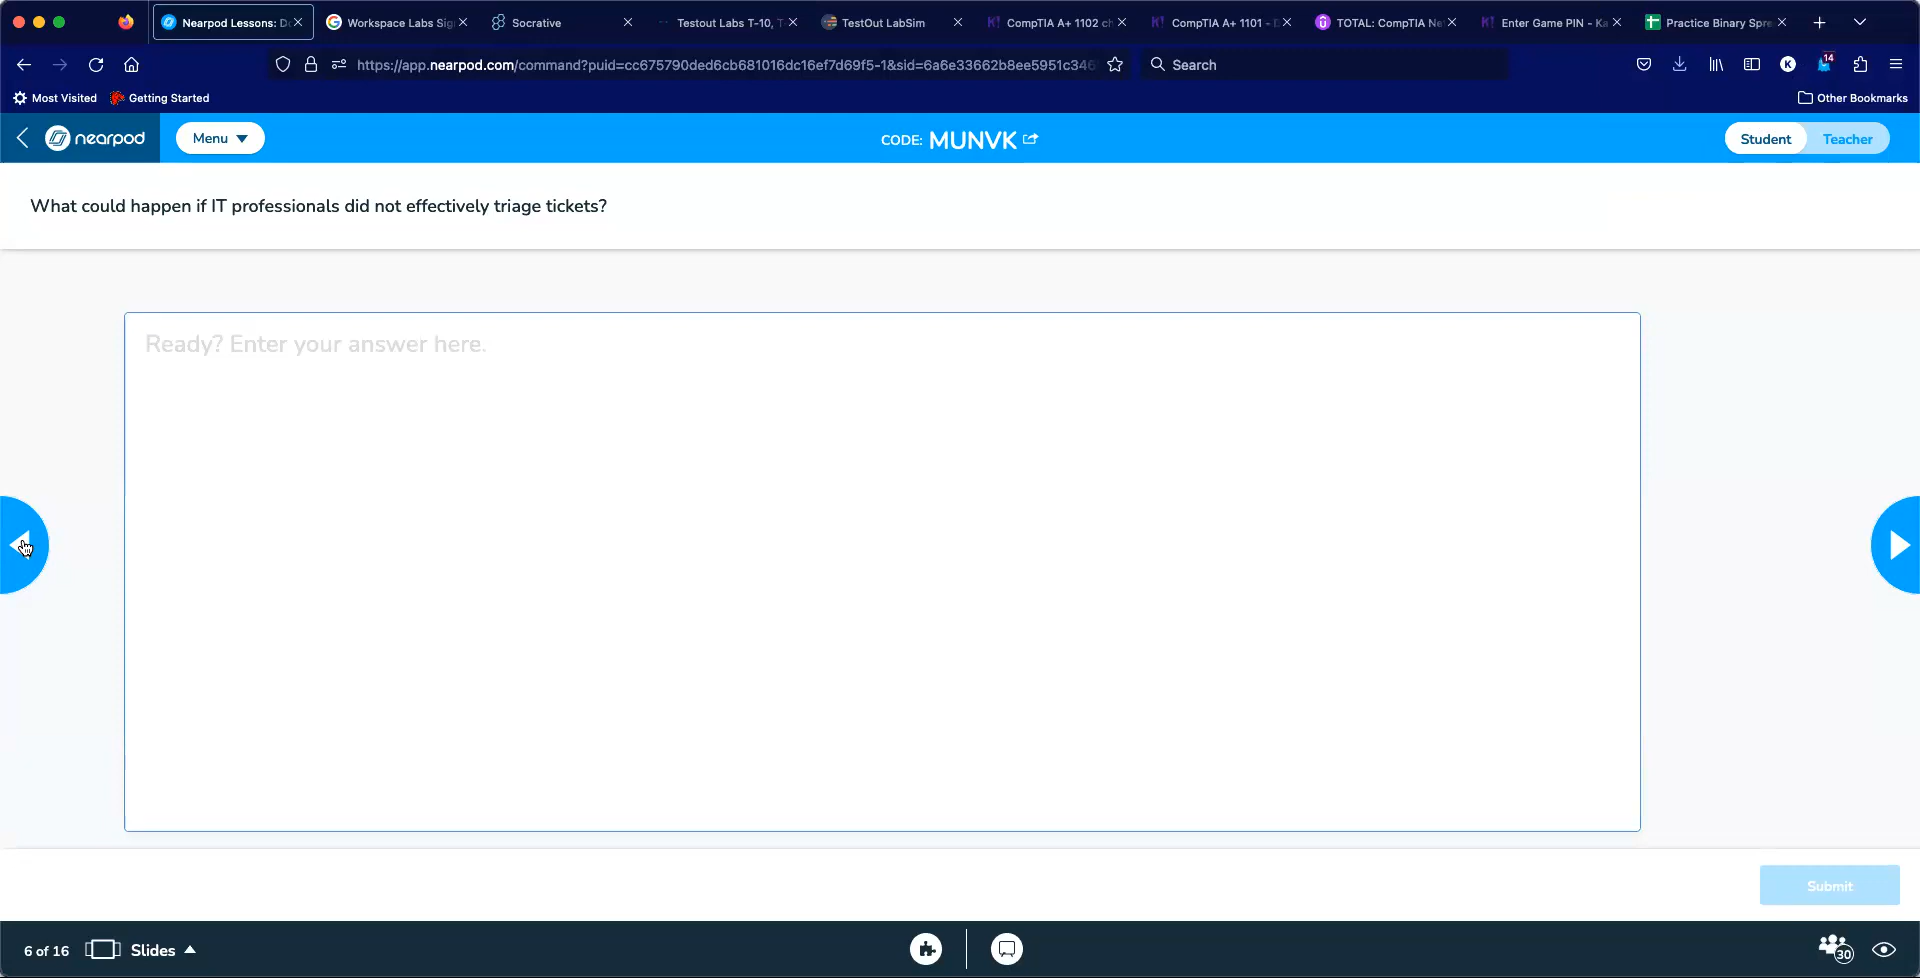 Nearpod Lessons: D
Workspace Labs Sig
Socrative
Testout Labs T-10, T
TestOut LabSim
CompTIA A+ 1102 ch
CompTIA A+ 1101 -
TOTAL: CompTIA Ne
Enter Game PIN - Ka
Practice Binary Spre
https://app.nearpod.com/command?puid=cc675790ded6cb681016dc16ef7d69f5-1&sid=6a6e33662b8ee5951c346
Search
14
K
Most Visited
Getting Started
Other Bookmarks
nearpod
Menu
CODE: MUNVK
Student
Teacher
What could happen if IT professionals did not effectively triage tickets?
Ready? Enter your answer here.
Submit
6 of 16
Slides
30